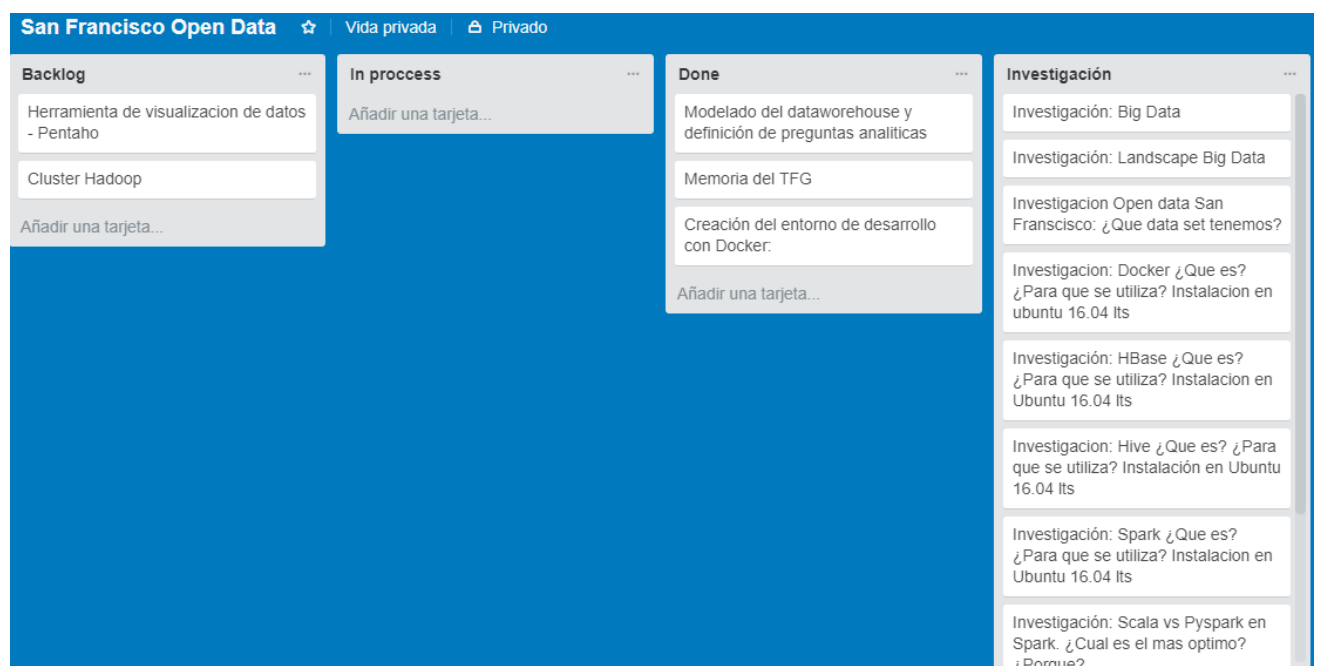 San Francisco Open Data
Vida privada
Privado
Backlog
Herramienta de visualizacion de datos
- Pentaho
Cluster Hadoop
Añadir una tarjeta...
In proccess
Añadir una tarjeta...
Done
Modelado del dataworehouse y
definición de preguntas analiticas
Memoria del TFG
Creación del entorno de desarrollo
con Docker:
Añadir una tarjeta...
Investigación
Investigación: Big Data
Investigación: Landscape Big Data
Investigacion Open data San
Franscisco: ¿Que data set tenemos?
Investigacion: Docker ¿Que es?
¿Para que se utiliza? Instalacion en
ubuntu 16.04 lts
Investigación: HBase ¿Que es?
¿Para que se utiliza? Instalacion en
Ubuntu 16.04 lts
Investigacion: Hive ¿Que es? ¿Para
que se utiliza? Instalación en Ubuntu
16.04 lts
Investigación: Spark ¿Que es?
¿Para que se utiliza? Instalacion en
Ubuntu 16.04 lts
Investigación: Scala vs Pyspark en
Spark. ¿Cual es el mas optimo?
¿Porque?